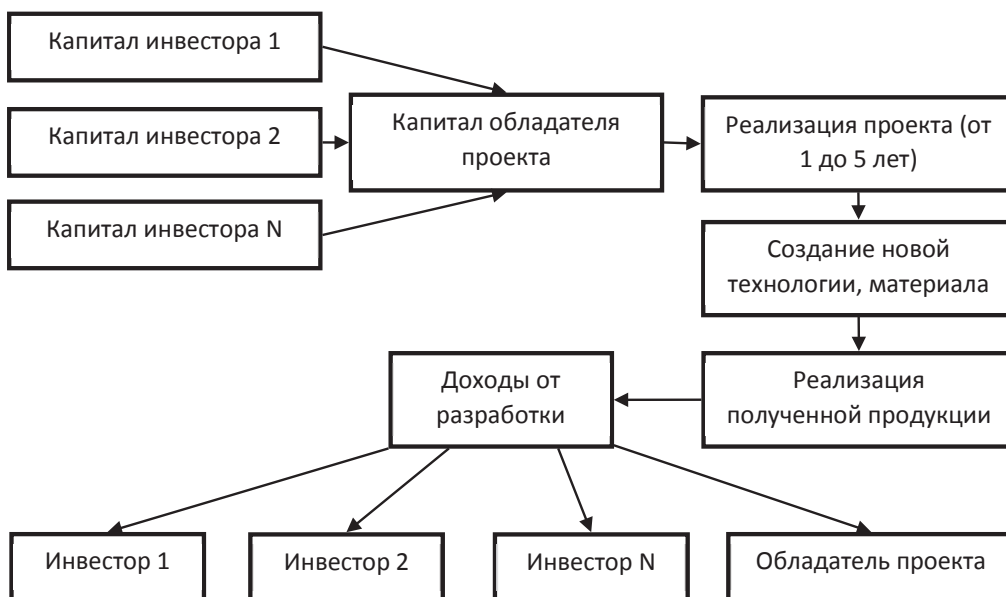 Капитал инвестора 1
Капитал инвестора 2
Капитал инвестора N
Капитал обладателя
проекта
Реализация проекта (от
1 до 5 лет)
Создание новой
технологии, материала
Реализация
полученной продукции
Доходы от
разработки
Инвестор 1
Инвестор 2
Инвестор N
Обладатель проекта